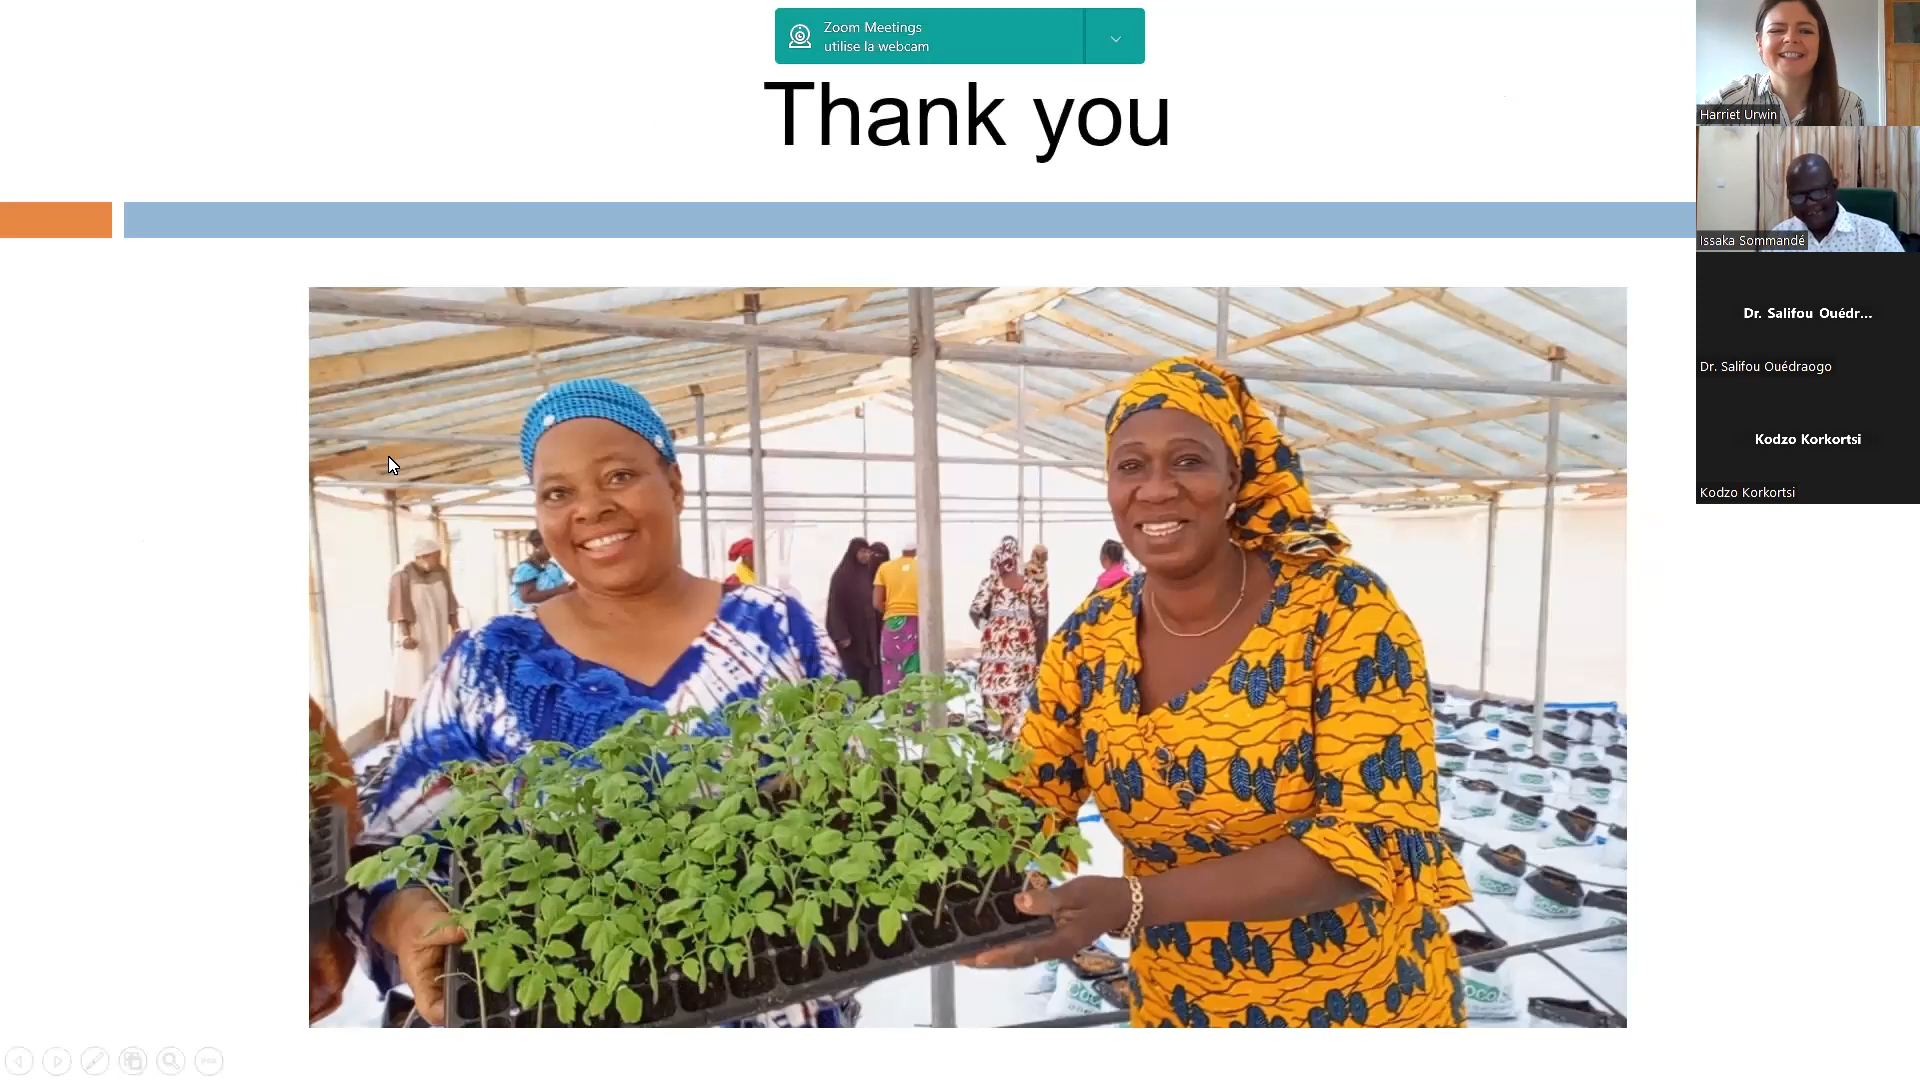 Zoom Meetings
utilise la webcam
Thank you
Harriet Urwin
Issaka Sommandé
Dr. Salifou Ouédr...
Dr. Salifou Ouédraogo
Kodzo Korkortsi
Kodzo Korkortsi